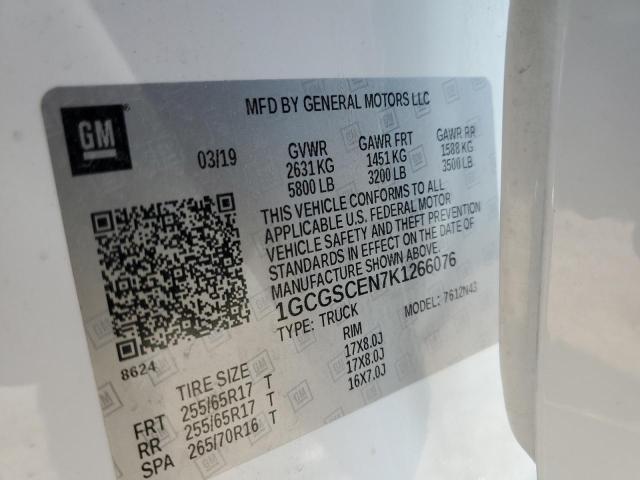 MFD BY GENERAL MOTORS LLC
GM
03/19
GVWR GAWR FRT GAWR RR
2631 KG 1451 KG 1588 KG
5800 LB 3200 LB 3500 LB
THIS VEHICLE CONFORMS TO ALL
APPLICABLE U.S. FEDERAL MOTOR
VEHICLE SAFETY AND THEFT PREVENTION
STANDARDS IN EFFECT ON THE DATE OF
MANUFACTURE SHOWN ABOVE.
1GCGSCEN7K1266076
TYPE: TRUCK MODEL: 7612N43
8624
TIRE SIZE RIM
FRT 255/65R17 T 17X8.0J
RR 255/65R17 T 17X8.0J
SPA 265/70R16 T 16X7.0J